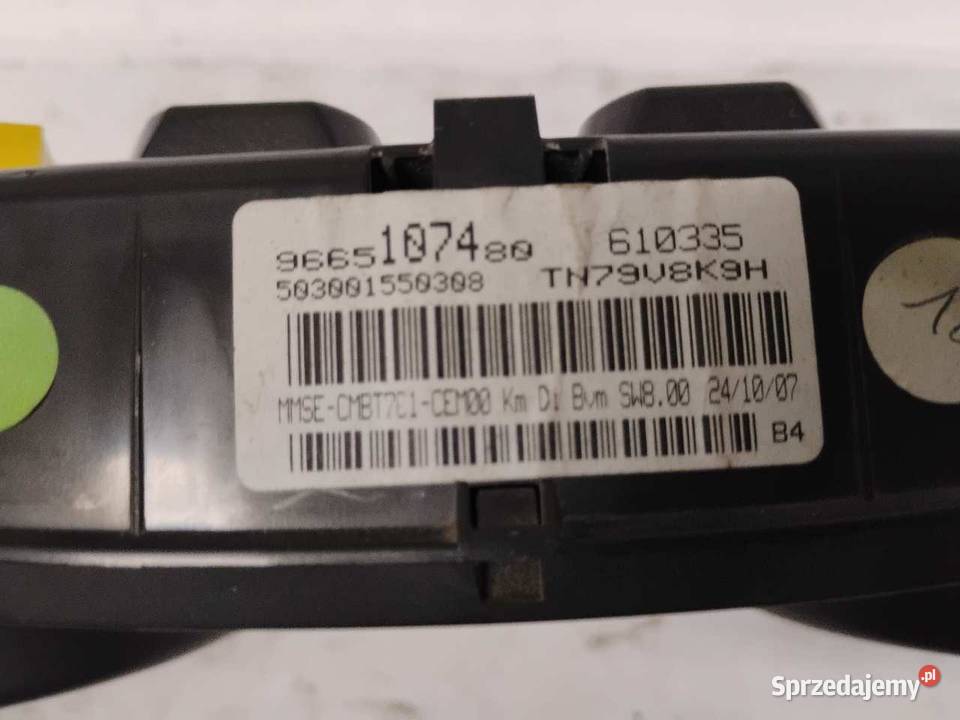 9665107480 610335
503001550308 TN79V8K9H
MMSE-CMBT7C1-CEM00 Km Di Bvm SW8.00 24/10/07
B4
Sprzedajemy.pl